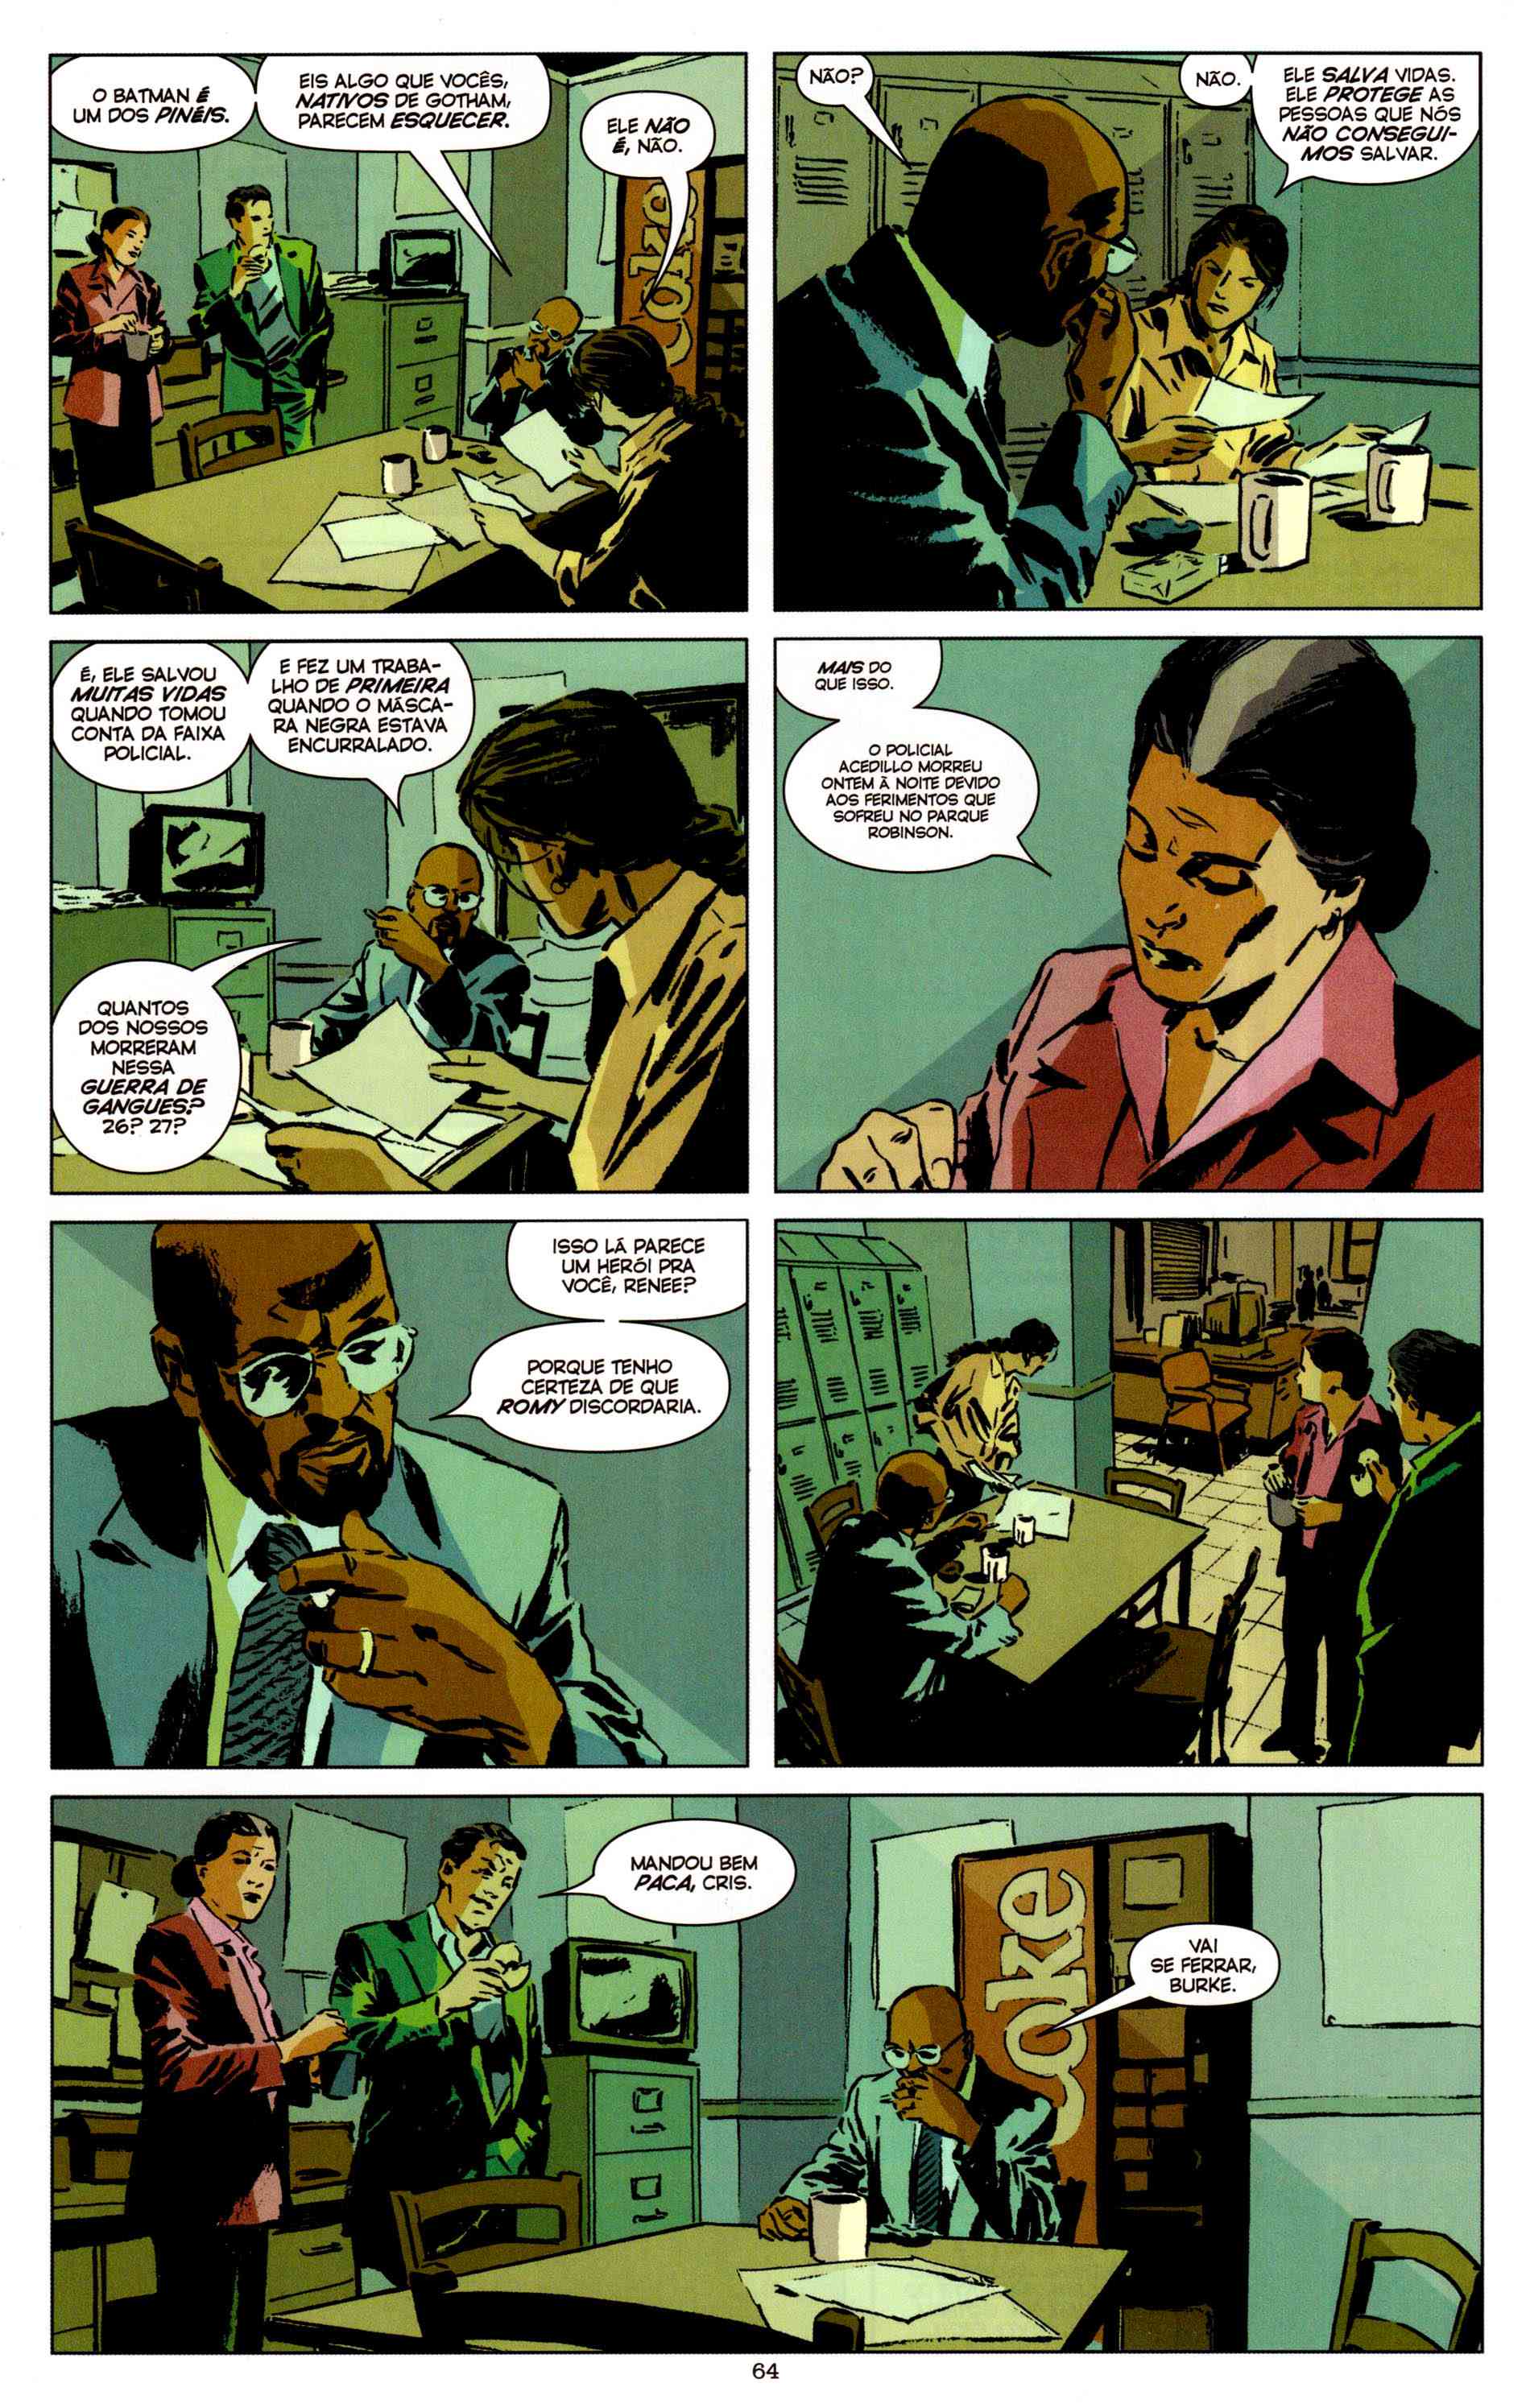 O BATMAN É
UM DOS PINÉIS.
EIS ALGO QUE VOCÊS,
NATIVOS DE GOTHAM,
PARECEM ESQUECER.
ELE NÃO
É, NÃO.
Coke
NÃO?
NÃO.
ELE SALVA VIDAS.
ELE PROTEGE AS
PESSOAS QUE NÓS
NÃO CONSEGUI-
MOS SALVAR.
É, ELE SALVOU
MUITAS VIDAS
QUANDO TOMOU
CONTA DA FAIXA
POLICIAL.
E FEZ UM TRABA-
LHO DE PRIMEIRA
QUANDO O MÁSCA-
RA NEGRA ESTAVA
ENCURRALADO.
QUANTOS
DOS NOSSOS
MORRERAM
NESSA
GUERRA DE
GANGUES?
26? 27?
MAIS DO
QUE ISSO.
O POLICIAL
ACEDILLO MORREU
ONTEM À NOITE DEVIDO
AOS FERIMENTOS QUE
SOFREU NO PARQUE
ROBINSON.
ISSO LÁ PARECE
UM HERÓI PRA
VOCÊ, RENEE?
PORQUE TENHO
CERTEZA DE QUE
ROMY DISCORDARIA.
MANDOU BEM
PACA, CRIS.
Coke
VAI
SE FERRAR,
BURKE.
64